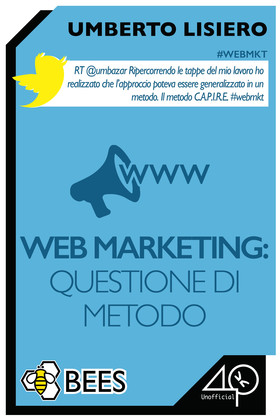 UMBERTO LISIERO
#WEBMKT
RT @umbazar Ripercorrendo le tappe del mio lavoro ho
realizzato che l'approccio poteva essere generalizzato in un
metodo. Il metodo C.A.P.I.R.E. #webmkt
WWW
WEB MARKETING:
QUESTIONE DI
METODO
BEES
40K
Unofficial